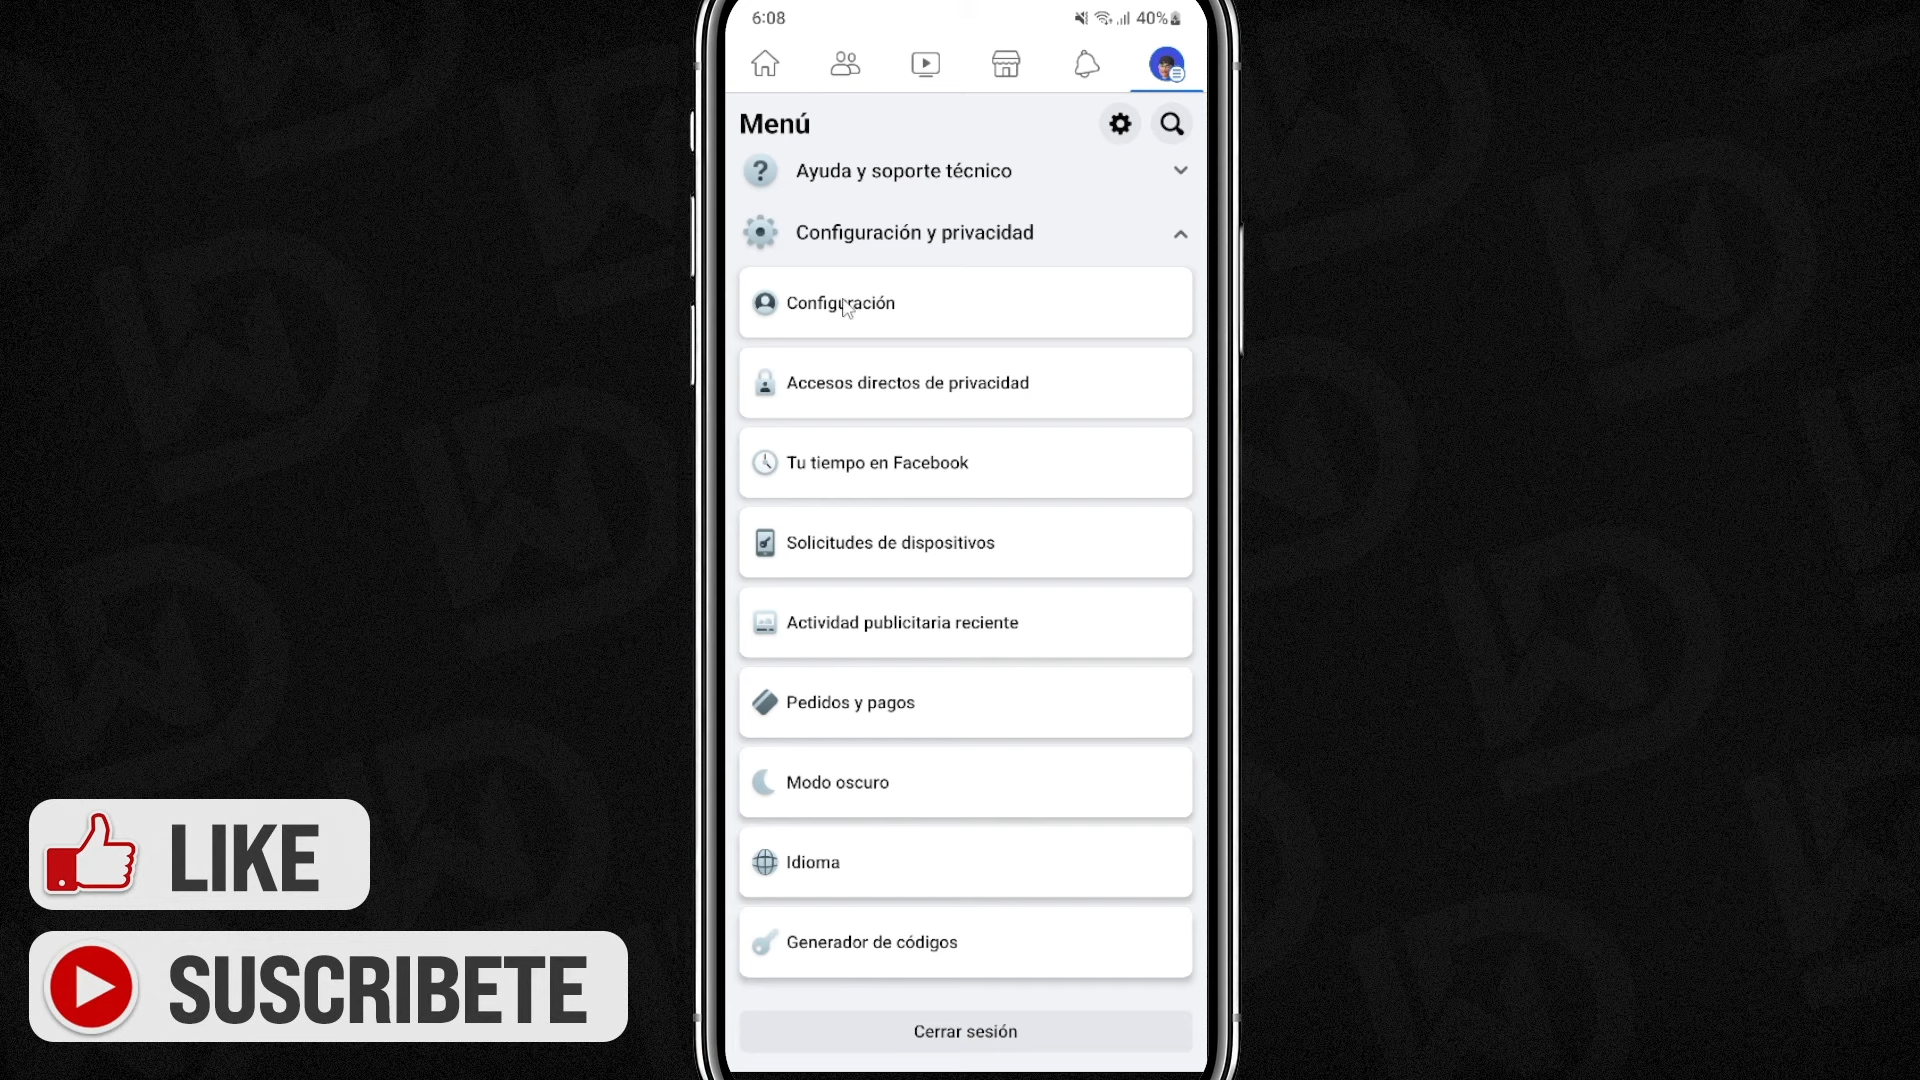 6:08
40%
Menú
Ayuda y soporte técnico
Configuración y privacidad
Configuración
Accesos directos de privacidad
Tu tiempo en Facebook
Solicitudes de dispositivos
Actividad publicitaria reciente
Pedidos y pagos
Modo oscuro
Idioma
Generador de códigos
Cerrar sesión
LIKE
SUSCRIBETE